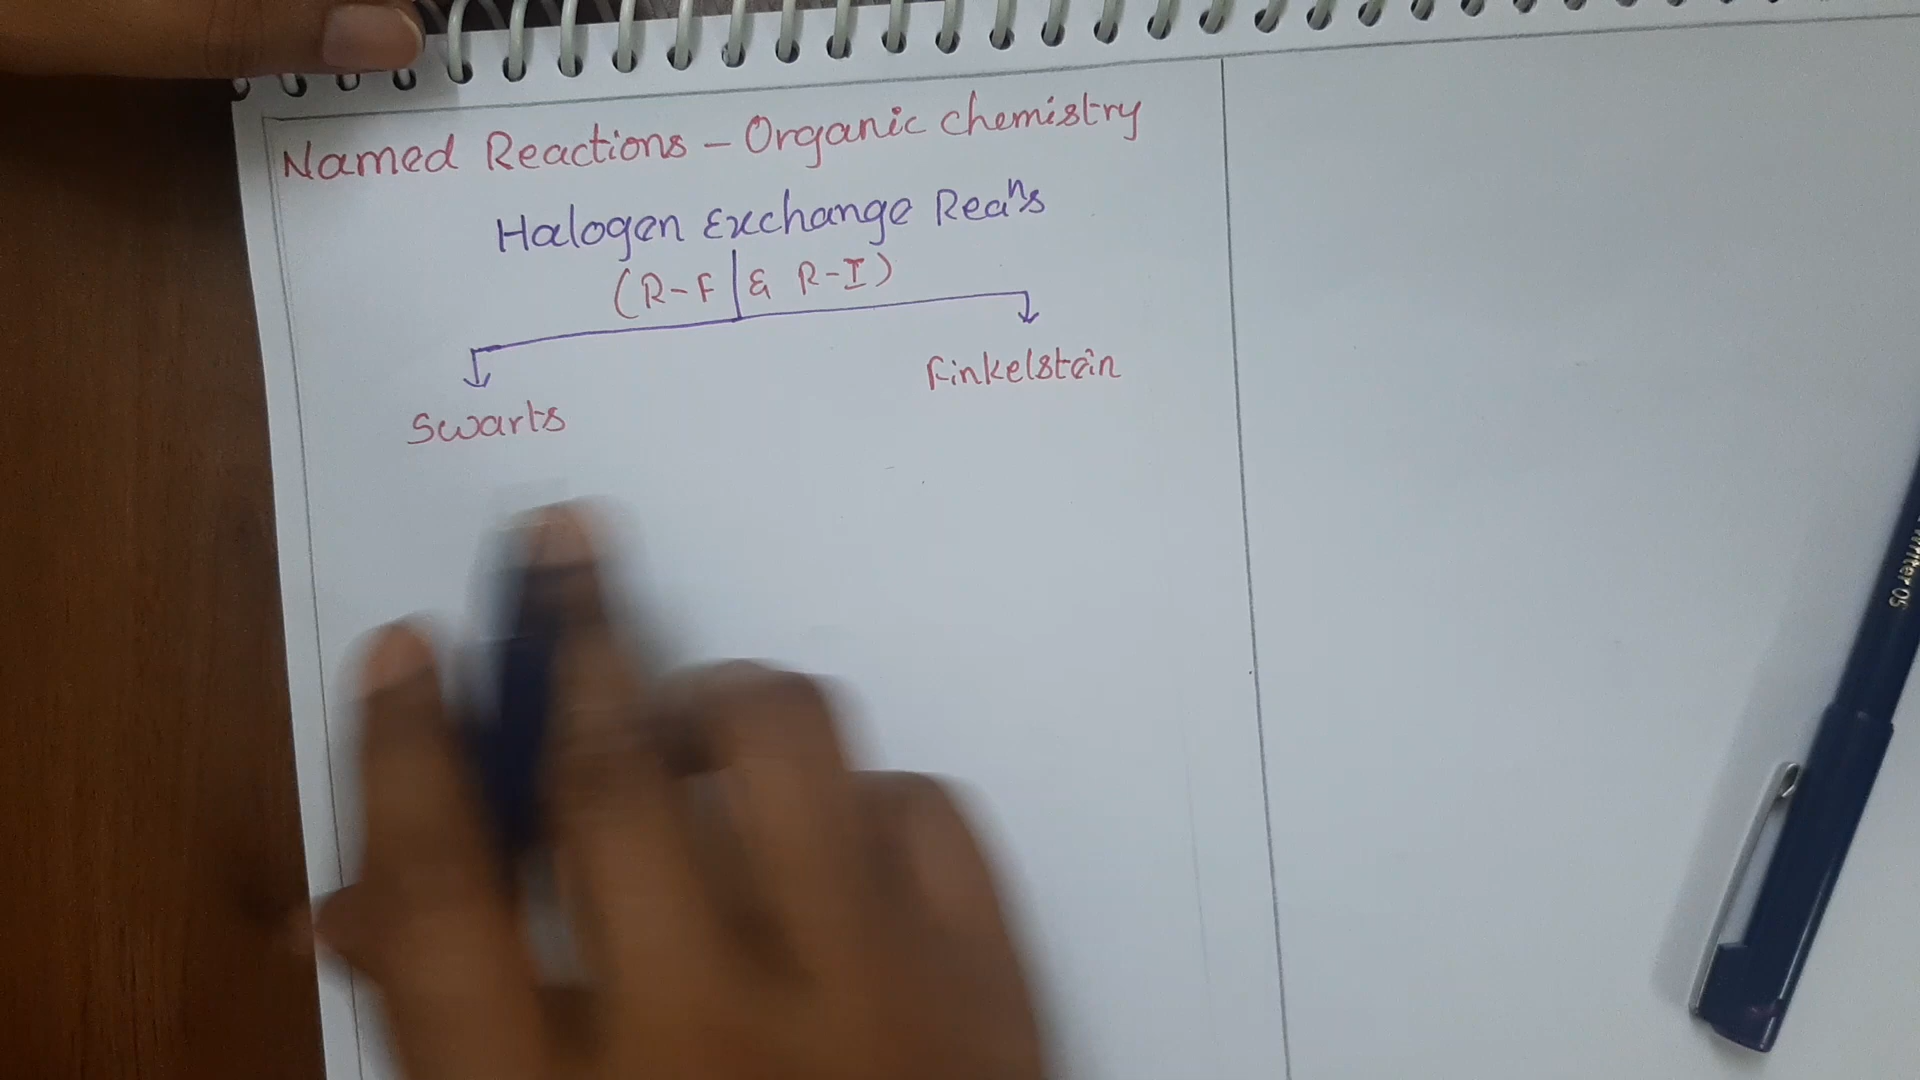 Named Reactions - Organic chemistry
Halogen Exchange Reaⁿs
(R-F & R-I)
Swarts
Finkelstein